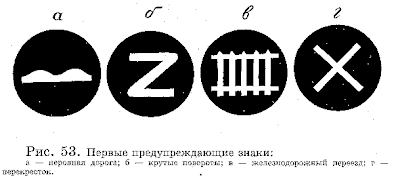 а б в г
Рис. 53. Первые предупреждающие знаки:
а — неровная дорога; б — крутые повороты; в — железнодорожный переезд; г —
перекресток.